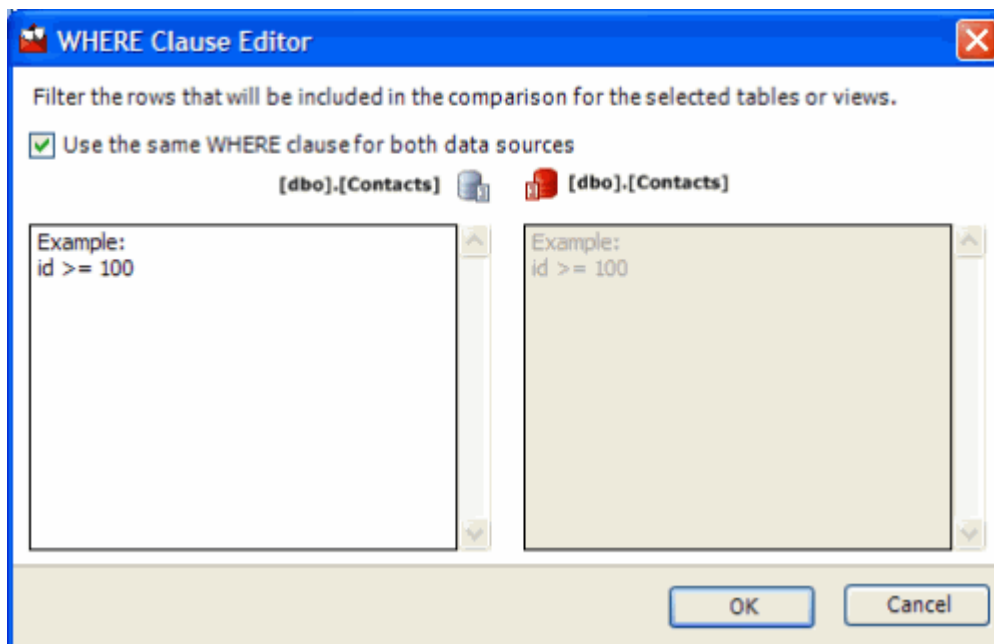 WHERE Clause Editor
Filter the rows that will be included in the comparison for the selected tables or views.
Use the same WHERE clause for both data sources
[dbo].[Contacts] [dbo].[Contacts]
Example:
id >= 100
Example:
id >= 100
OK Cancel